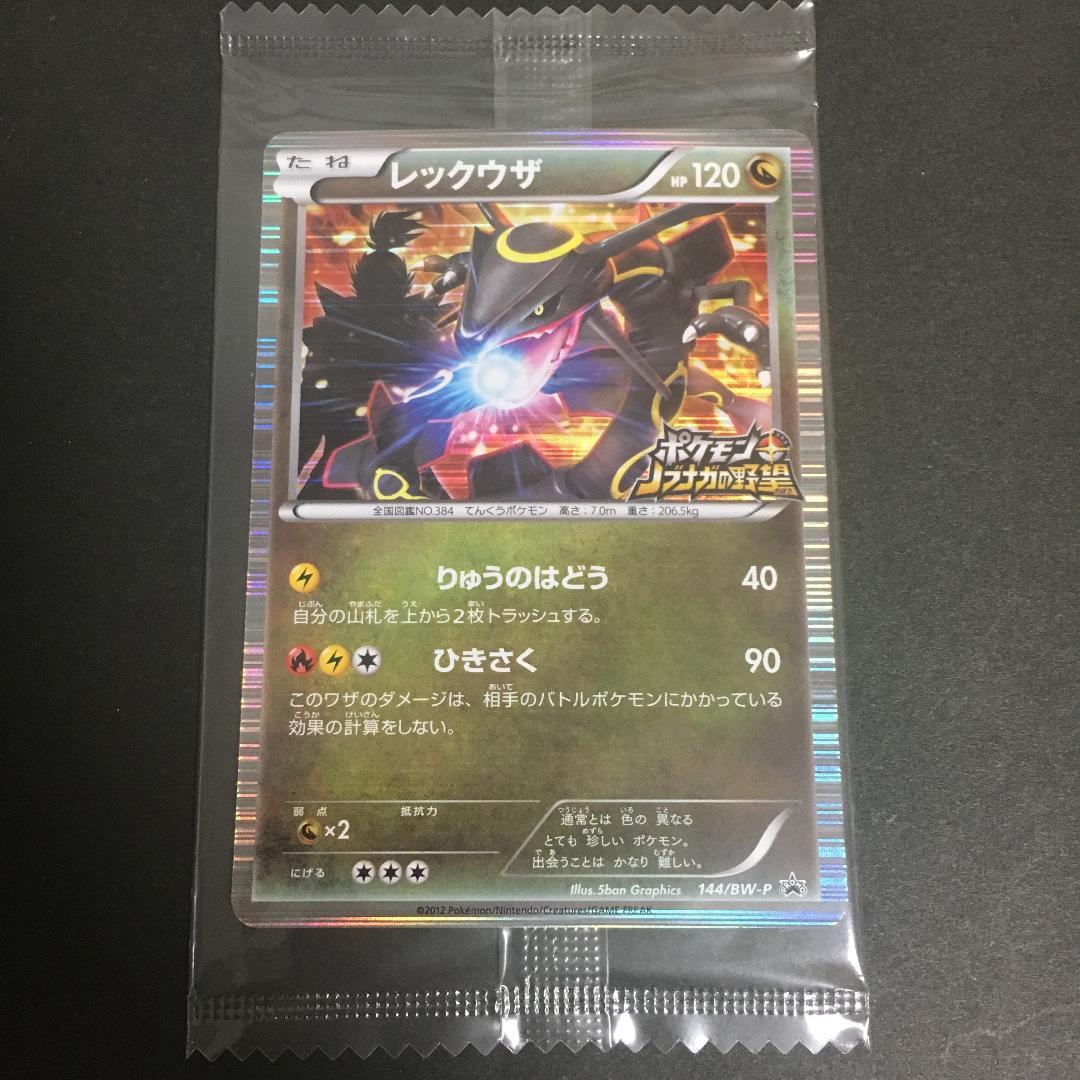 たね レックウザ HP 120
ポケモン+
ノブナガの野望
全国図鑑NO.384 てんくうポケモン 高さ：7.0m 重さ：206.5kg
りゅうのはどう 40
自分の山札を上から2枚トラッシュする。
ひきさく 90
このワザのダメージは、相手のバトルポケモンにかかっている
効果の計算をしない。
弱点 抵抗力
×2
にげる
通常とは 色の 異なる
とても 珍しい ポケモン。
出会うことは かなり 難しい。
Illus.5ban Graphics 144/BW-P
©2012 Pokémon/Nintendo/Creatures/GAME FREAK